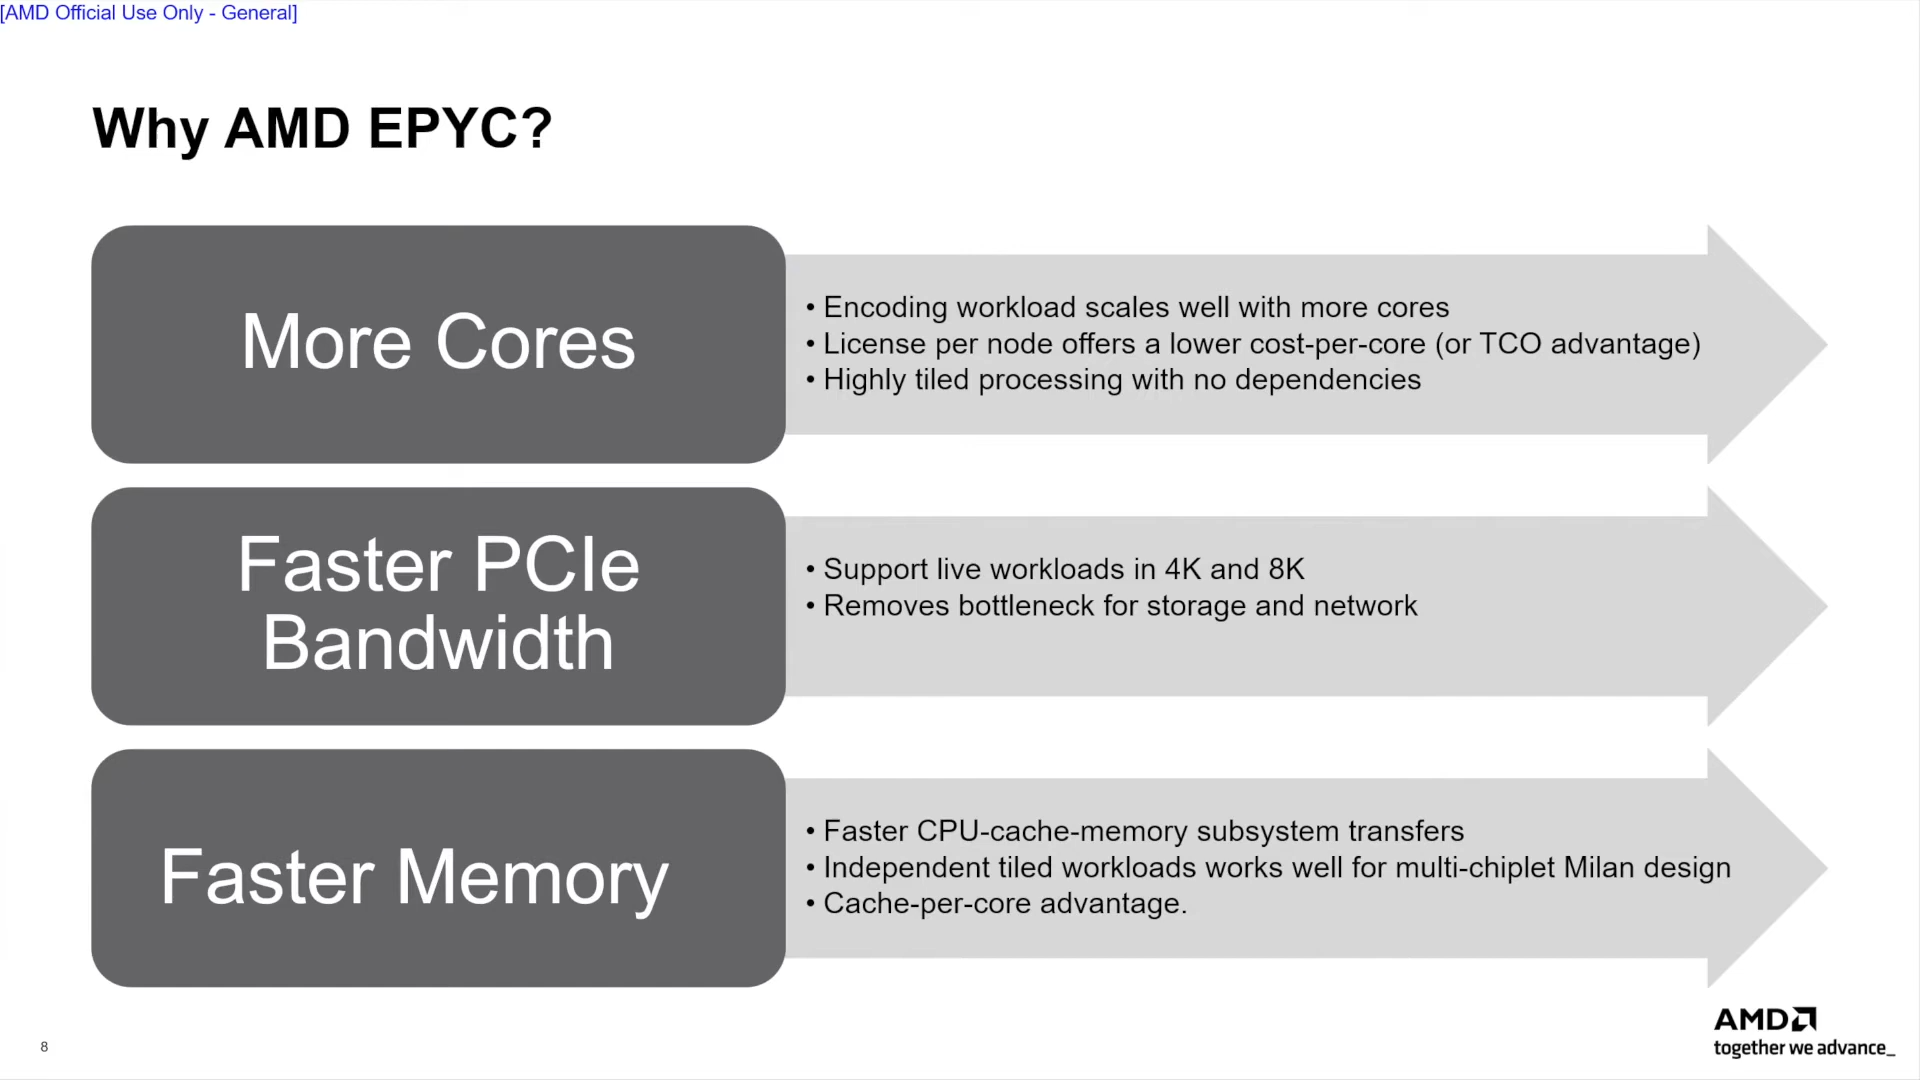 [AMD Official Use Only - General]
Why AMD EPYC?
More Cores
• Encoding workload scales well with more cores
• License per node offers a lower cost-per-core (or TCO advantage)
• Highly tiled processing with no dependencies
Faster PCIe
Bandwidth
• Support live workloads in 4K and 8K
• Removes bottleneck for storage and network
Faster Memory
• Faster CPU-cache-memory subsystem transfers
• Independent tiled workloads works well for multi-chiplet Milan design
• Cache-per-core advantage.
AMD
together we advance_
8